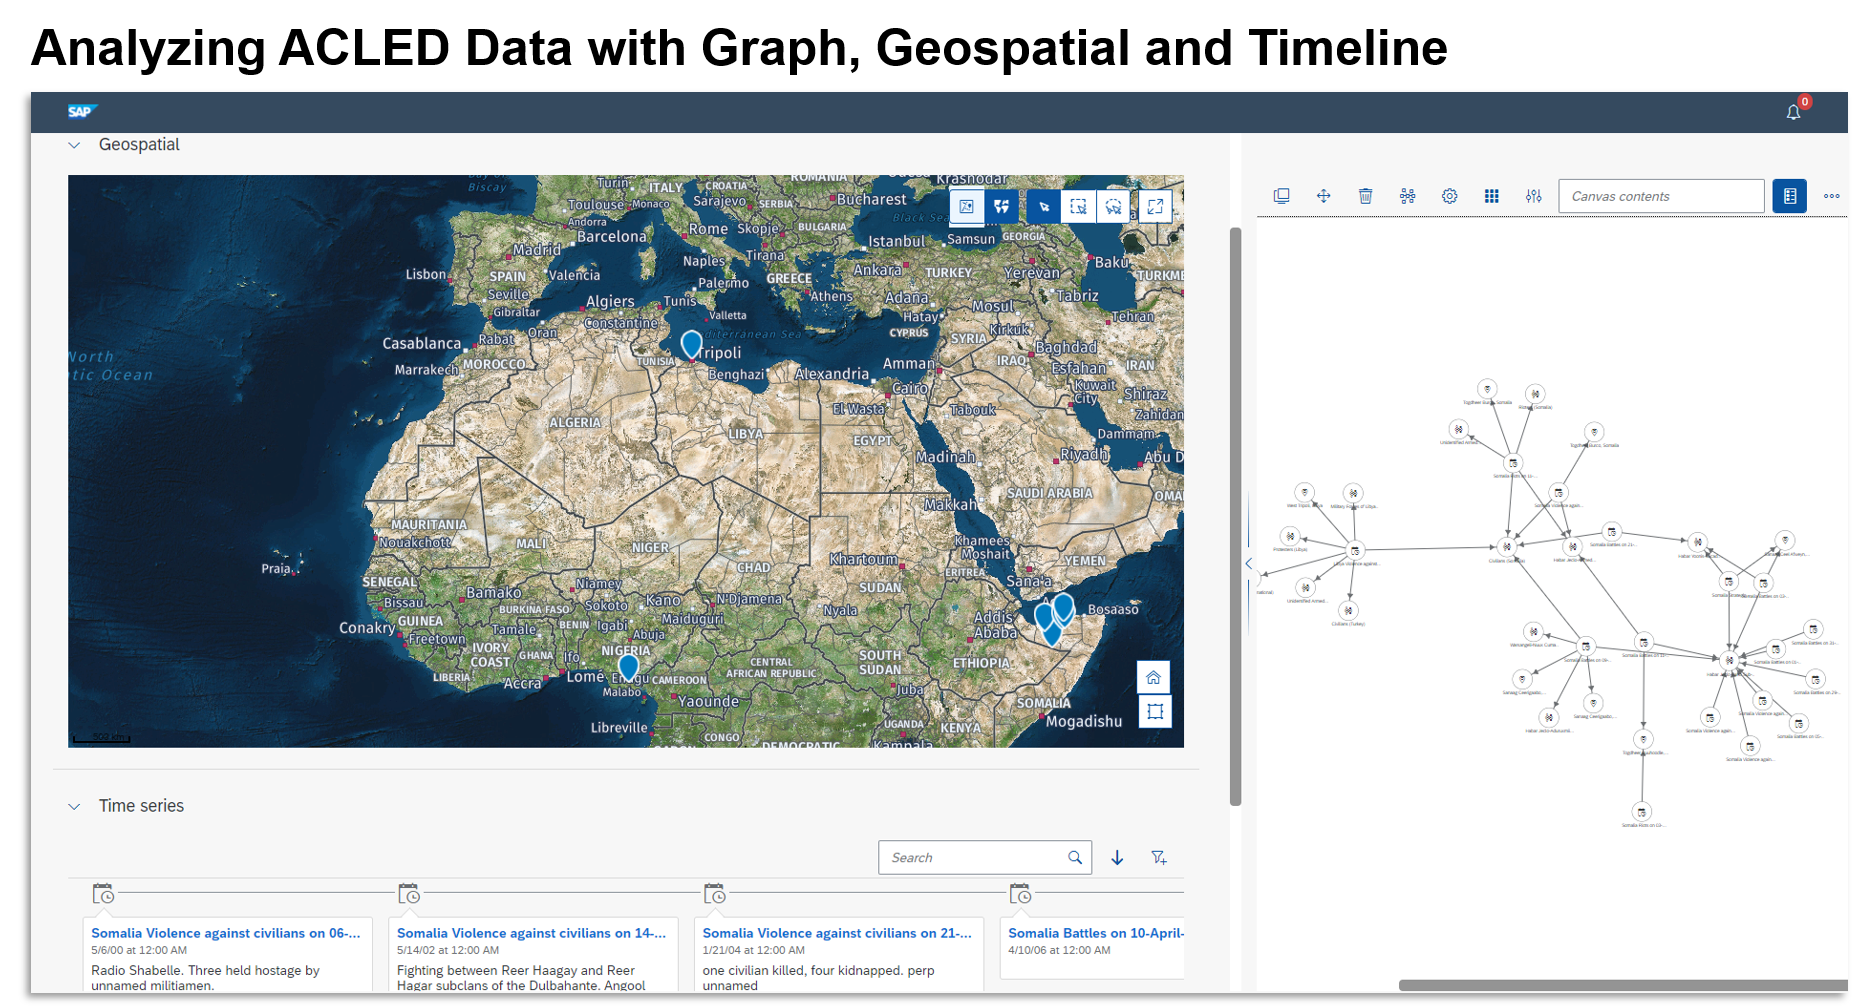 Analyzing ACLED Data with Graph, Geospatial and Timeline
SAP
0
Geospatial
Canvas contents
Biscay
Turin
ITALY
CROATIA
ROMANIA
Krasnodar
Toulouse
Monaco
Sarajevo
SERBIA
Bucharest
Andorra
Black Sea
Barcelona
Rome
Skopje
BULGARIA
Istanbul
Samsun
GEORGIA
Madrid
Naples
Tirana
Lisbon
SPAIN
Valencia
Palermo
GREECE
Ankara
TURKEY
Yerevan
Baku
TURKME
Seville
Algiers
Tunis
Athens
Adana
Mosul
Tabriz
Gibraltar
Constantine
Valletta
Hatay
Tehran
Oran
diterranean Sea
CYPRUS
SYRIA
Kirkuk
Casablanca
Rabat
Tripoli
Baghdad
North
tic Ocean
Marrakech
MOROCCO
TUNISIA
Benghazi
Alexandria
Amman
IRAQ
Esfahan
IRAN
Cairo
Kuwait
City
Shiraz
El Wasta
Tabouk
Zahidan
ALGERIA
LIBYA
EGYPT
Dammam
Madinah
Riyadh
Abu D
Makkah
SAUDI ARABIA
OMA
MAURITANIA
Nouakchott
MALI
NIGER
CHAD
Khartoum
Khamees
Moshait
YEMEN
Praia
ERITREA
Sana'a
SENEGAL
Niamey
SUDAN
Bissau
Bamako
BURKINA FASO
Sokoto
Kano
N'Djamena
Nyala
Addis
Ababa
Bosaaso
GUINEA
Conakry
Freetown
Tamale
BENIN
Igabi
Maiduguri
Abuja
IVORY
COAST
GHANA
Ifo
NIGERIA
CENTRAL
AFRICAN REPUBLIC
SOUTH
SUDAN
ETHIOPIA
LIBERIA
Accra
Lome
Enugu
CAMEROON
Malabo
Juba
SOMALIA
Yaounde
Mogadishu
Libreville
UGANDA
KENYA
CONGO
DEMOCRATIC
Kampala
500 km
Civilians (Turkey)
Time series
Search
Somalia Violence against civilians on 06-...
5/6/00 at 12:00 AM
Radio Shabelle. Three held hostage by
unnamed militiamen.
Somalia Violence against civilians on 14-...
5/14/02 at 12:00 AM
Fighting between Reer Haagay and Reer
Hagar subclans of the Dulbahante. Angool
Somalia Violence against civilians on 21-...
1/21/04 at 12:00 AM
one civilian killed, four kidnapped. perp
unnamed
Somalia Battles on 10-April-
4/10/06 at 12:00 AM